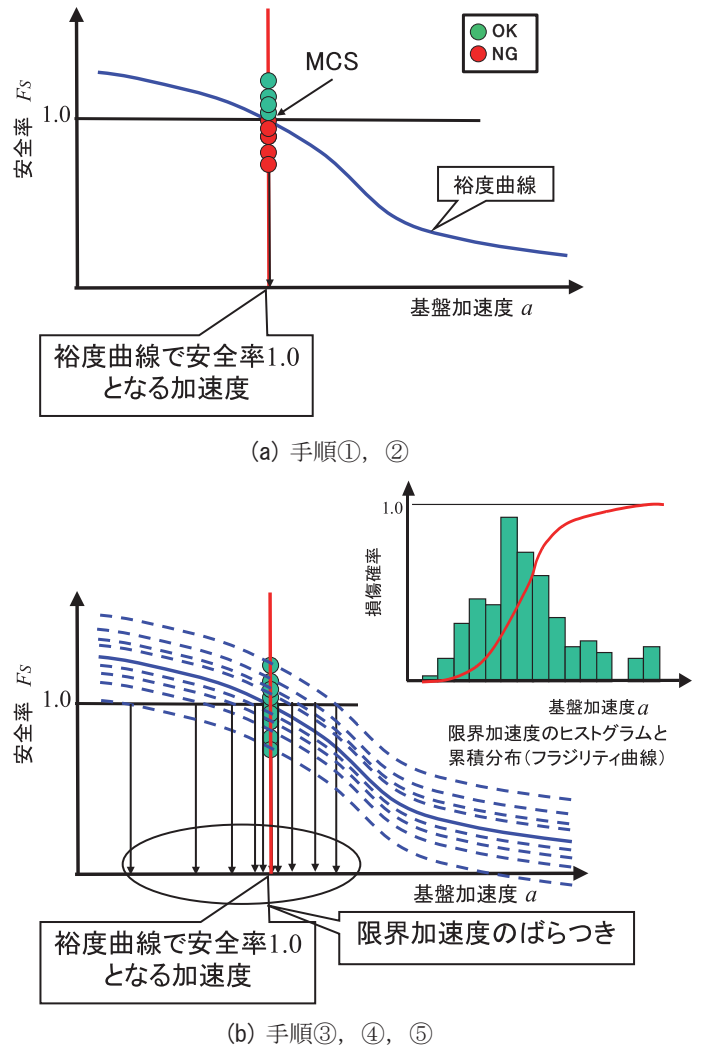 OK
NG
MCS
安全率 Fs
1.0
裕度曲線
基盤加速度 a
裕度曲線で安全率1.0
となる加速度
(a) 手順①，②
1.0
損傷確率
基盤加速度 a
限界加速度のヒストグラムと
累積分布(フラジリティ曲線)
安全率 Fs
1.0
基盤加速度 a
裕度曲線で安全率1.0
となる加速度
限界加速度のばらつき
(b) 手順③，④，⑤